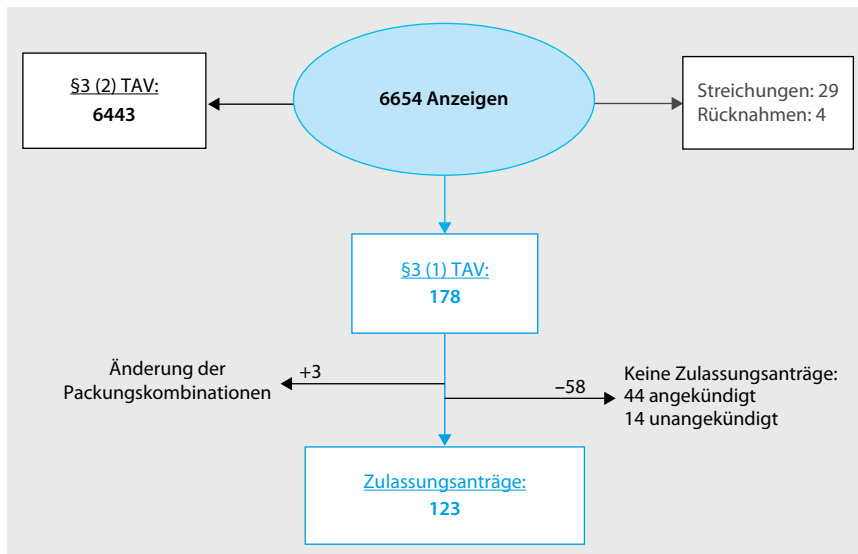 §3 (2) TAV:
6443
6654 Anzeigen
Streichungen: 29
Rücknahmen: 4
§3 (1) TAV:
178
Änderung der
Packungskombinationen
+3
–58
Keine Zulassungsanträge:
44 angekündigt
14 unangekündigt
Zulassungsanträge:
123